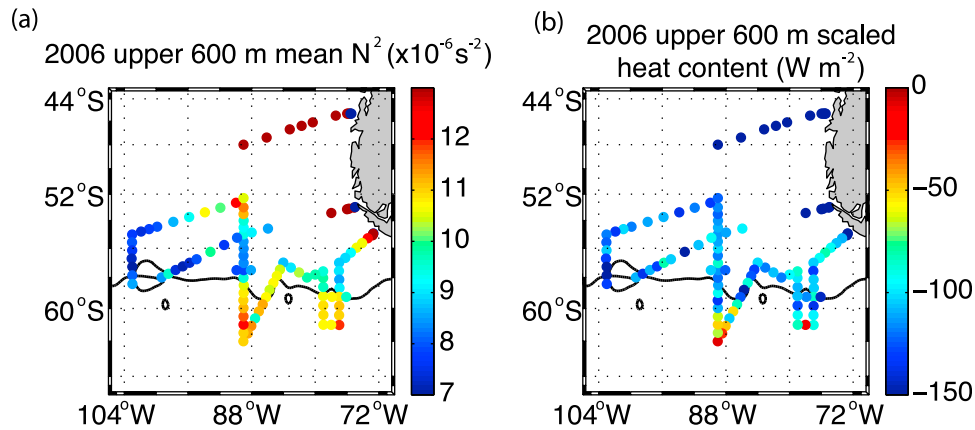 (a)
2006 upper 600 m mean N² (x10⁻⁶s⁻²)
44°S
52°S
60°S
104°W
88°W
72°W
12
11
10
9
8
7
(b)
2006 upper 600 m scaled
heat content (W m⁻²)
44°S
52°S
60°S
104°W
88°W
72°W
0
−50
−100
−150